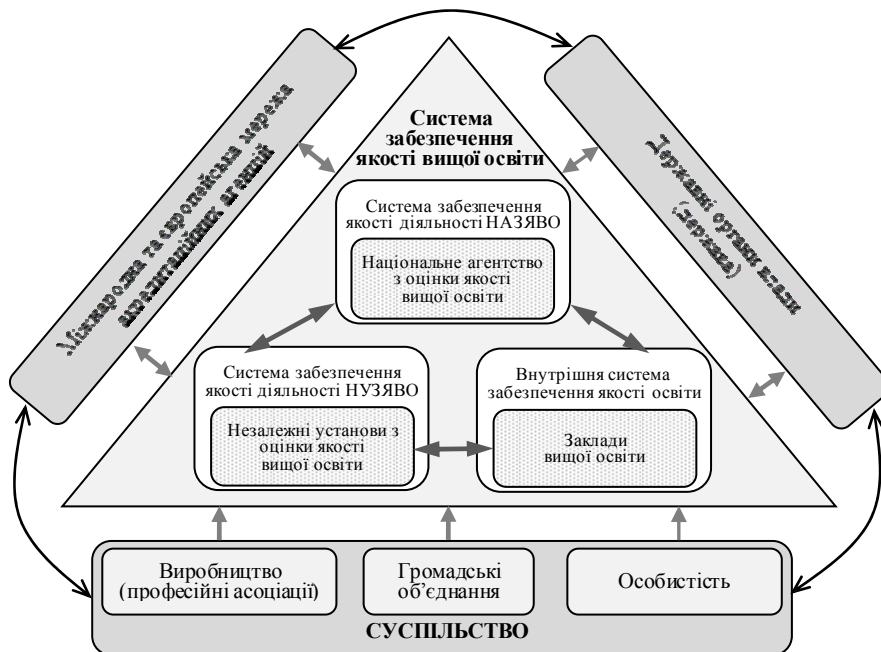 Міжнародна та європейська мережа
акредитаційних агенцій
Державні органи влади
(держава)
Система
забезпечення
якості вищої освіти
Система забезпечення
якості діяльності НАЗЯВО
Національне агентство
з оцінки якості
вищої освіти
Система забезпечення
якості діяльності НУЗЯВО
Незалежні установи з
оцінки якості
вищої освіти
Внутрішня система
забезпечення якості освіти
Заклади
вищої освіти
Виробництво
(професійні асоціації)
Громадські
об’єднання
Особистість
СУСПІЛЬСТВО